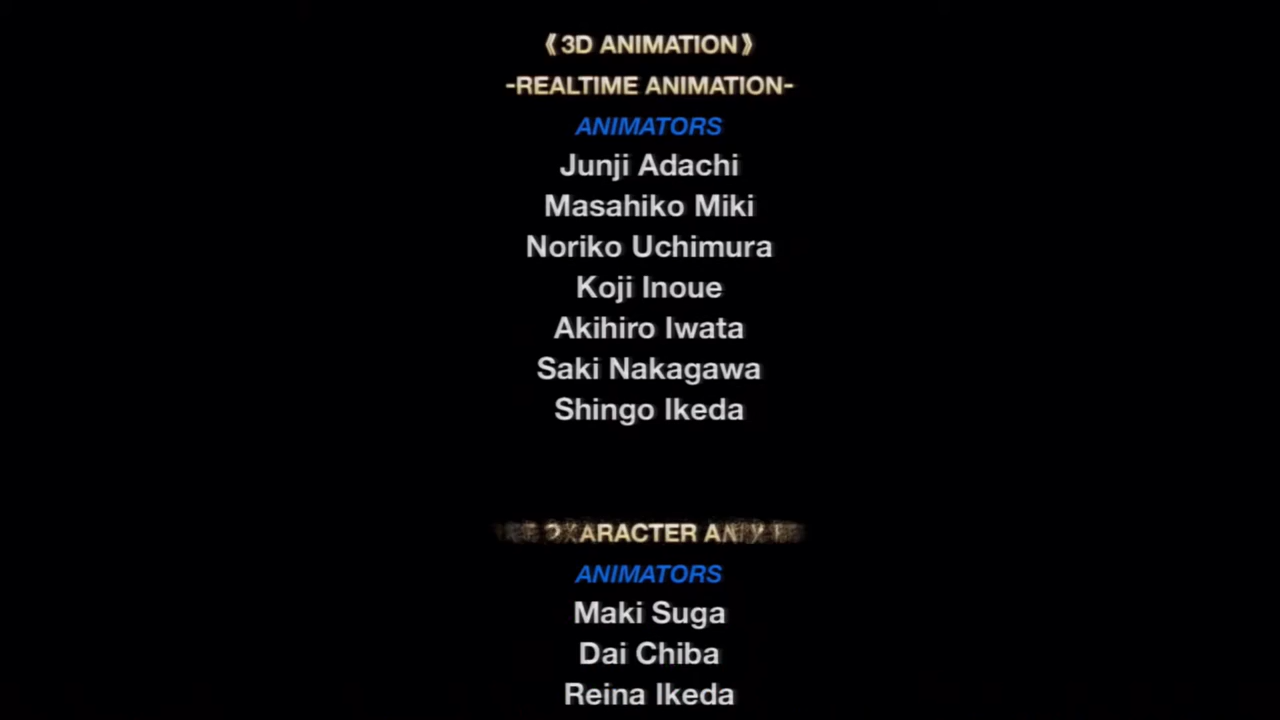 《3D ANIMATION》
-REALTIME ANIMATION-
ANIMATORS
Junji Adachi
Masahiko Miki
Noriko Uchimura
Koji Inoue
Akihiro Iwata
Saki Nakagawa
Shingo Ikeda
ANIMATORS
Maki Suga
Dai Chiba
Reina Ikeda